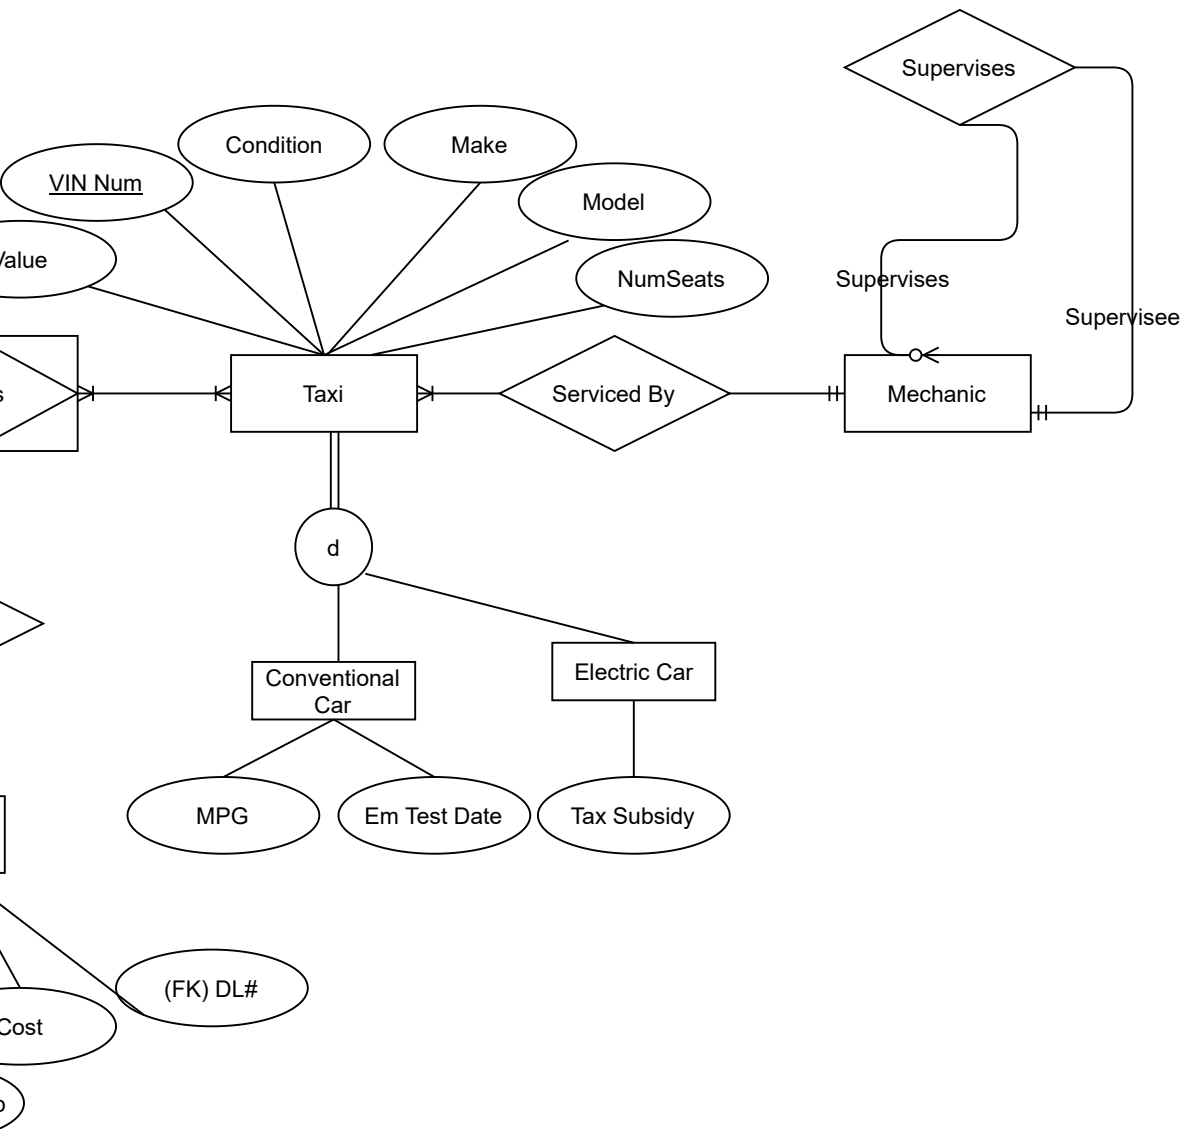 Supervises
Condition
Make
VIN Num
Model
Value
NumSeats
Supervises
Supervisee
s
Taxi
Serviced By
Mechanic
d
Conventional
Car
Electric Car
MPG
Em Test Date
Tax Subsidy
(FK) DL#
Cost